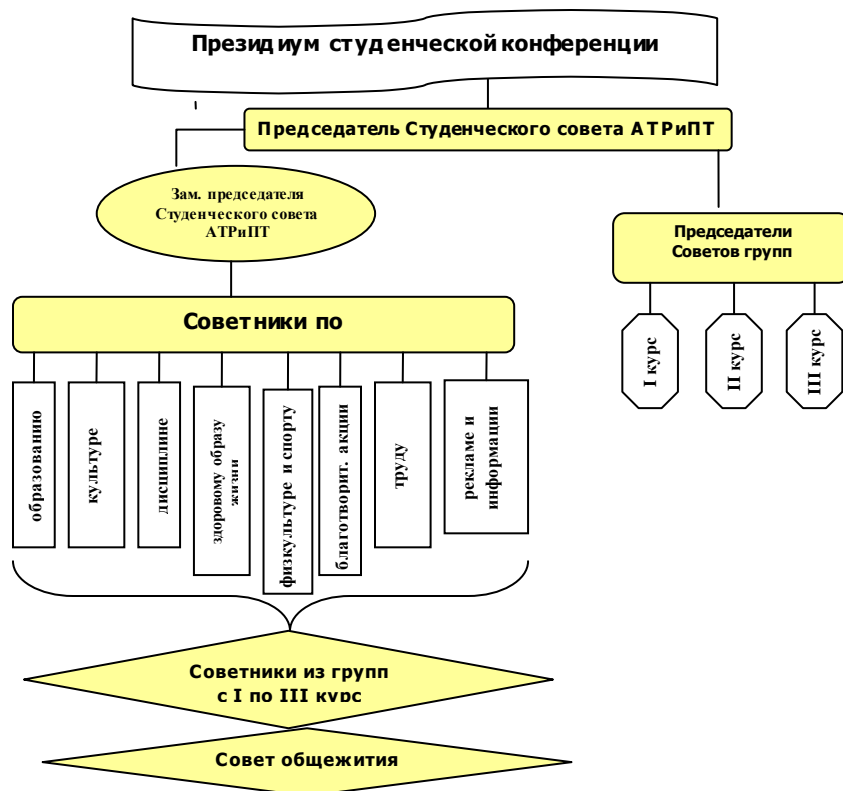 Президиум студенческой конференции
Председатель Студенческого совета АТРиПТ
Зам. председателя
Студенческого совета
АТРиПТ
Председатели
Советов групп
Советники по
I курс
II курс
III курс
образованию
культуре
дисциплине
здоровому образу
жизни
физкультуре и спорту
благотворит. акции
труду
рекламе и
информации
Советники из групп
с I по III курс
Совет общежития